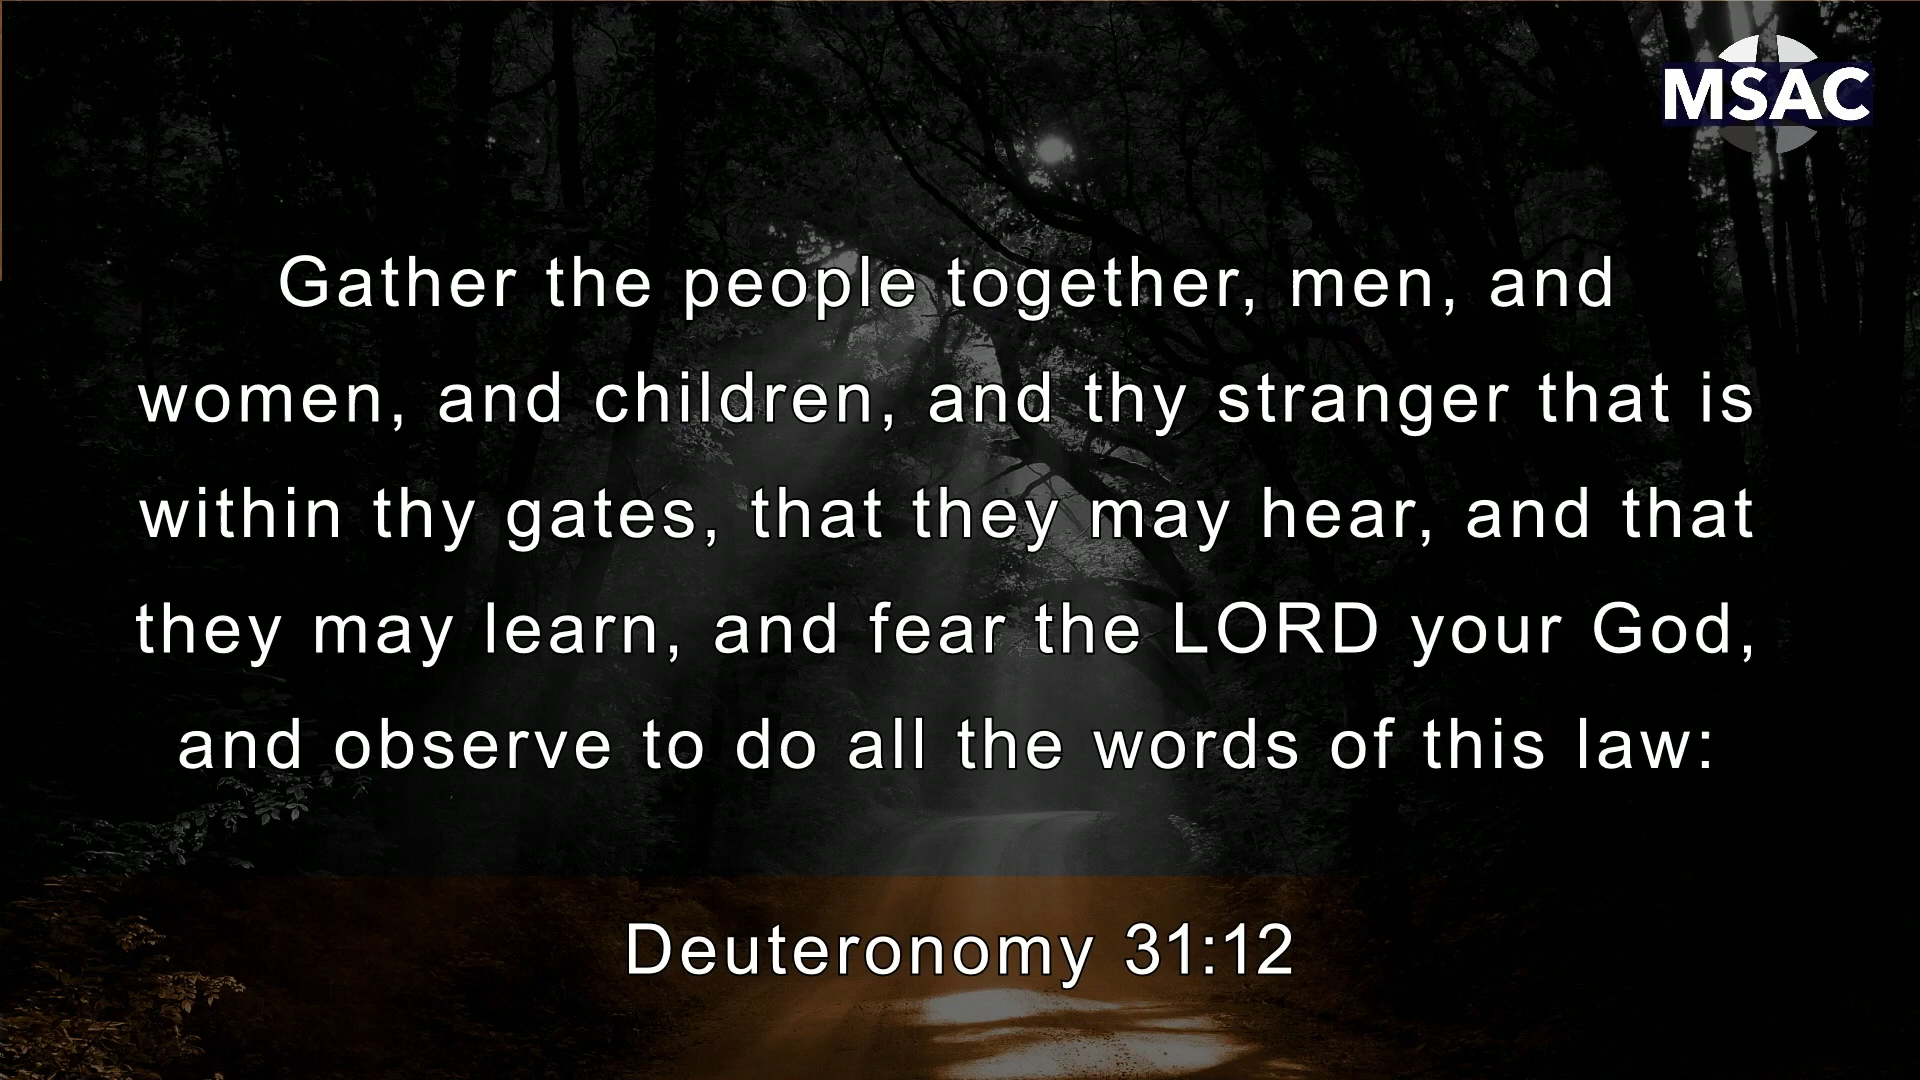 MSAC
Gather the people together, men, and
women, and children, and thy stranger that is
within thy gates, that they may hear, and that
they may learn, and fear the LORD your God,
and observe to do all the words of this law:
Deuteronomy 31:12